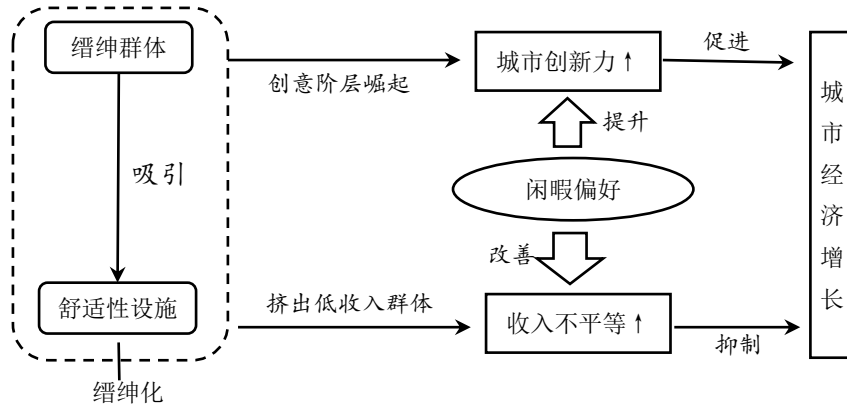 缙绅群体
吸引
舒适性设施
缙绅化
创意阶层崛起
挤出低收入群体
城市创新力↑
提升
闲暇偏好
改善
收入不平等↑
促进
抑制
城市经济增长